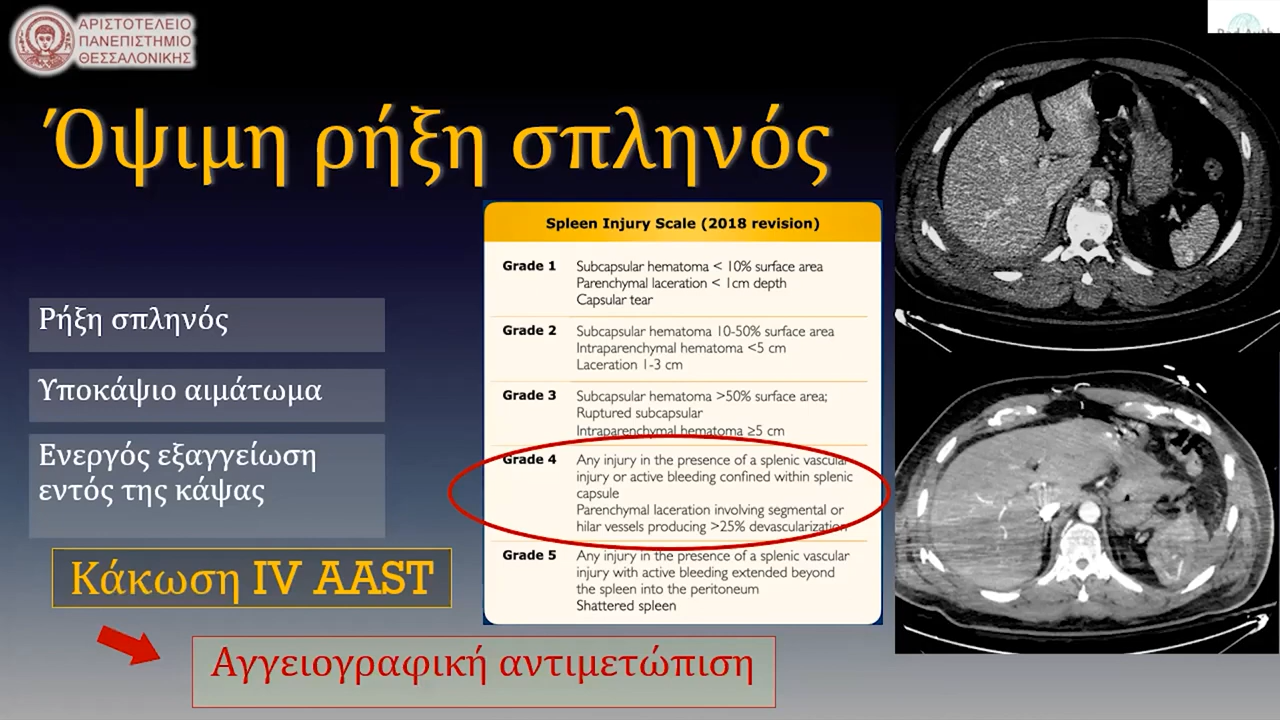 ΑΡΙΣΤΟΤΕΛΕΙΟ
ΠΑΝΕΠΙΣΤΗΜΙΟ
ΘΕΣΣΑΛΟΝΙΚΗΣ
Όψιμη ρήξη σπληνός
Ρήξη σπληνός
Υποκάψιο αιμάτωμα
Ενεργός εξαγγείωση
εντός της κάψας
Κάκωση IV AAST
Αγγειογραφική αντιμετώπιση
Spleen Injury Scale (2018 revision)
Grade 1 Subcapsular hematoma < 10% surface area
Parenchymal laceration < 1cm depth
Capsular tear
Grade 2 Subcapsular hematoma 10-50% surface area
Intraparenchymal hematoma <5 cm
Laceration 1-3 cm
Grade 3 Subcapsular hematoma >50% surface area;
Ruptured subcapsular
Intraparenchymal hematoma ≥5 cm
Grade 4 Any injury in the presence of a splenic vascular
injury or active bleeding confined within splenic
capsule
Parenchymal laceration involving segmental or
hilar vessels producing >25% devascularization
Grade 5 Any injury in the presence of a splenic vascular
injury with active bleeding extended beyond
the spleen into the peritoneum
Shattered spleen